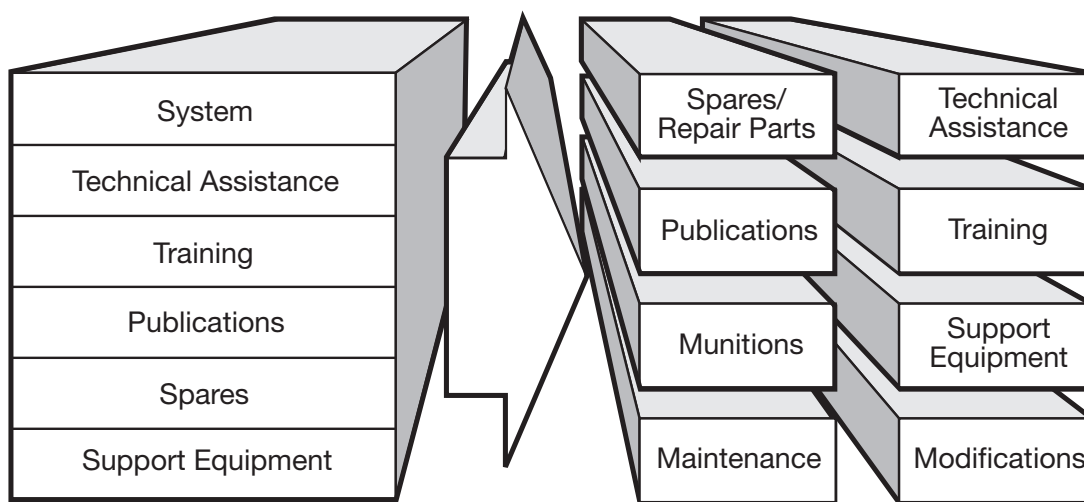 System
Technical Assistance
Training
Publications
Spares
Support Equipment
Spares/
Repair Parts
Publications
Munitions
Maintenance
Technical
Assistance
Training
Support
Equipment
Modifications